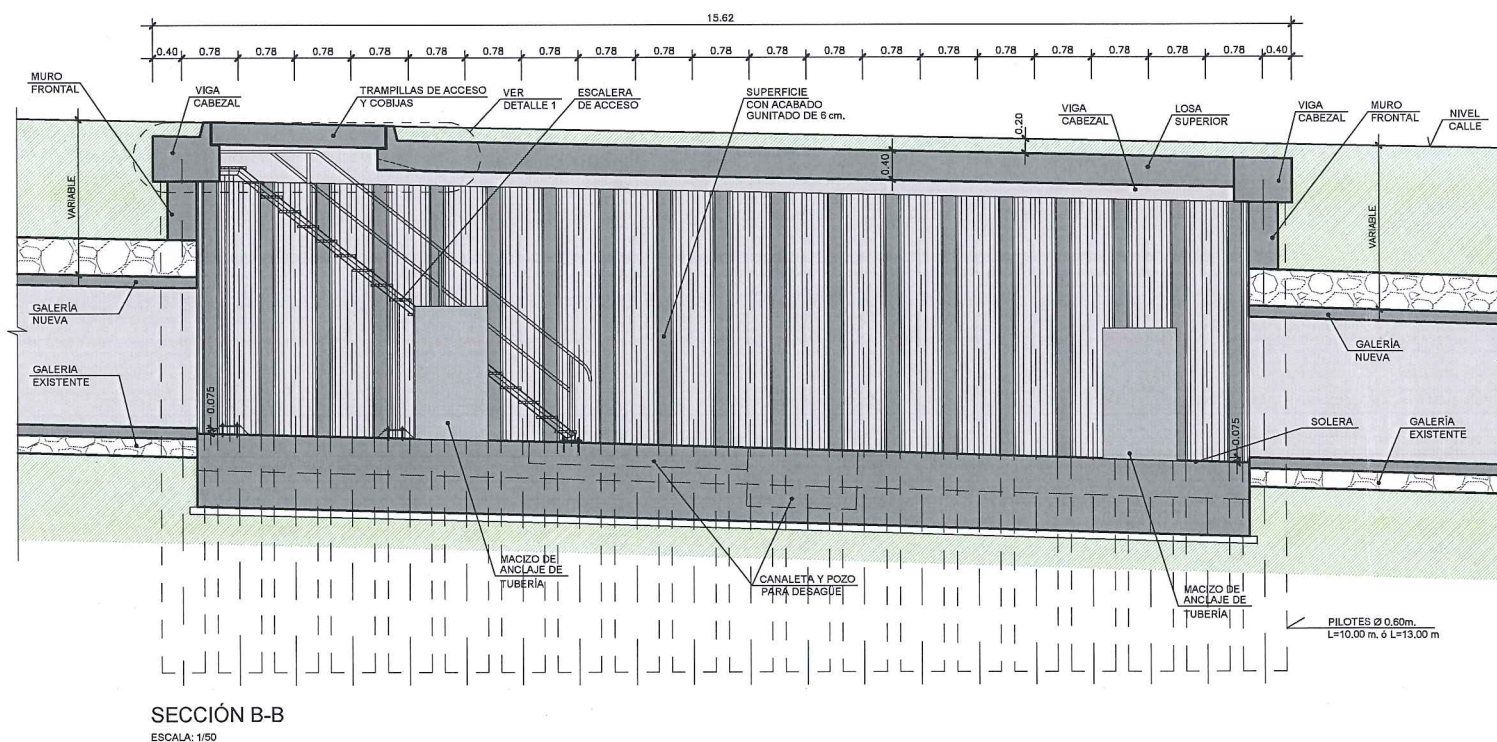 15.62
0.40 0.78 0.78 0.78 0.78 0.78 0.78 0.78 0.78 0.78 0.78 0.78 0.78 0.78 0.78 0.78 0.78 0.78 0.78 0.78 0.40
MURO
FRONTAL
VIGA
CABEZAL
TRAMPILLAS DE ACCESO
Y COBIJAS
VER
DETALLE 1
ESCALERA
DE ACCESO
SUPERFICIE
CON ACABADO
GUNITADO DE 6 cm.
VIGA
CABEZAL
LOSA
SUPERIOR
VIGA
CABEZAL
MURO
FRONTAL
NIVEL
CALLE
0.20
0.40
VARIABLE
VARIABLE
GALERÍA
NUEVA
GALERÍA
NUEVA
GALERIA
EXISTENTE
0.075
0.075
SOLERA
GALERÍA
EXISTENTE
MACIZO DE
ANCLAJE DE
TUBERÍA
CANALETA Y POZO
PARA DESAGÜE
MACIZO DE
ANCLAJE DE
TUBERÍA
PILOTES Ø 0.60m.
L=10.00 m. ó L=13.00 m
SECCIÓN B-B
ESCALA: 1/50